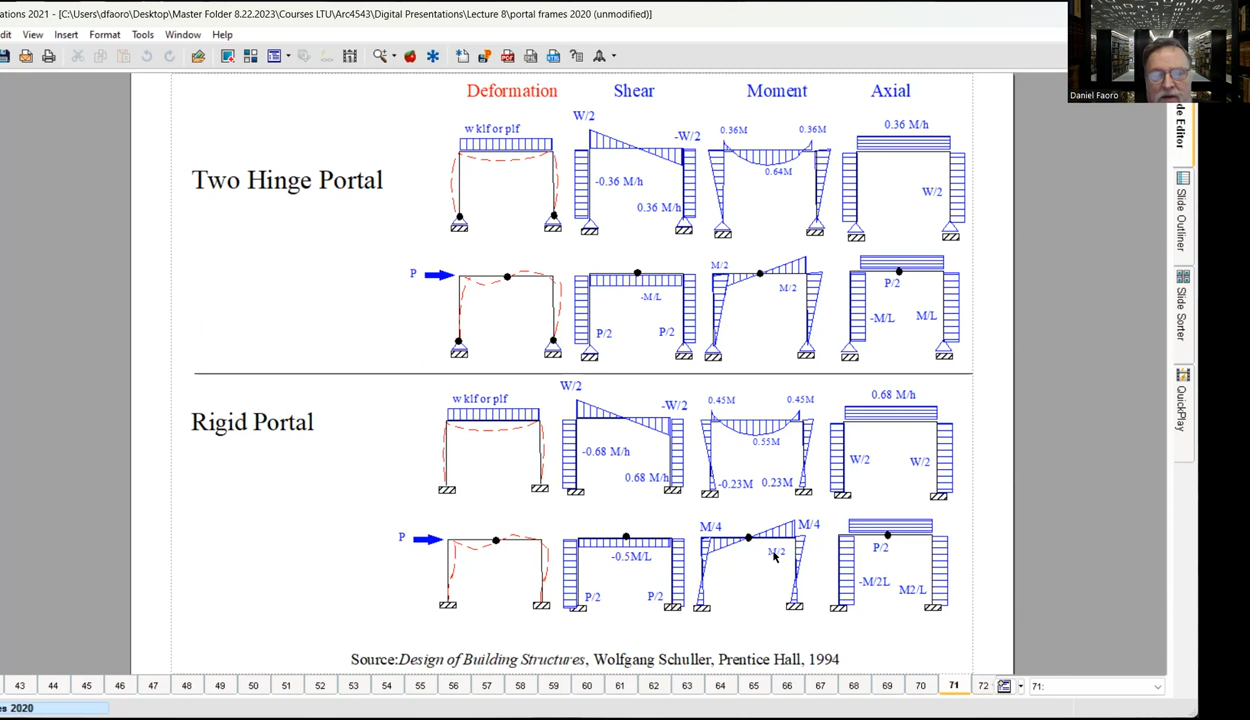 ations 2021 - [C:\Users\dfaoro\Desktop\Master Folder 8.22.2023\Courses LTU\Arc4543\Digital Presentations\Lecture 8\portal frames 2020 (unmodified)]
dit View Insert Format Tools Window Help
Daniel Faoro
Deformation Shear Moment Axial
w klf or plf W/2 -W/2 0.36M 0.36M 0.36 M/h
Two Hinge Portal
-0.36 M/h 0.64M W/2
0.36 M/h
P M/2 M/2 P/2
-M/L
P/2 P/2 -M/L M/L
Rigid Portal
w klf or plf W/2 -W/2 0.45M 0.45M 0.68 M/h
-0.68 M/h 0.55M W/2 W/2
0.68 M/h -0.23M 0.23M
P M/4 M/4
-0.5M/L M/2 P/2
P/2 P/2 -M/2L M2/L
Source:Design of Building Structures, Wolfgang Schuller, Prentice Hall, 1994
Slide Outliner
Slide Sorter
QuickPlay
43 44 45 46 47 48 49 50 51 52 53 54 55 56 57 58 59 60 61 62 63 64 65 66 67 68 69 70 71 72 71:
es 2020